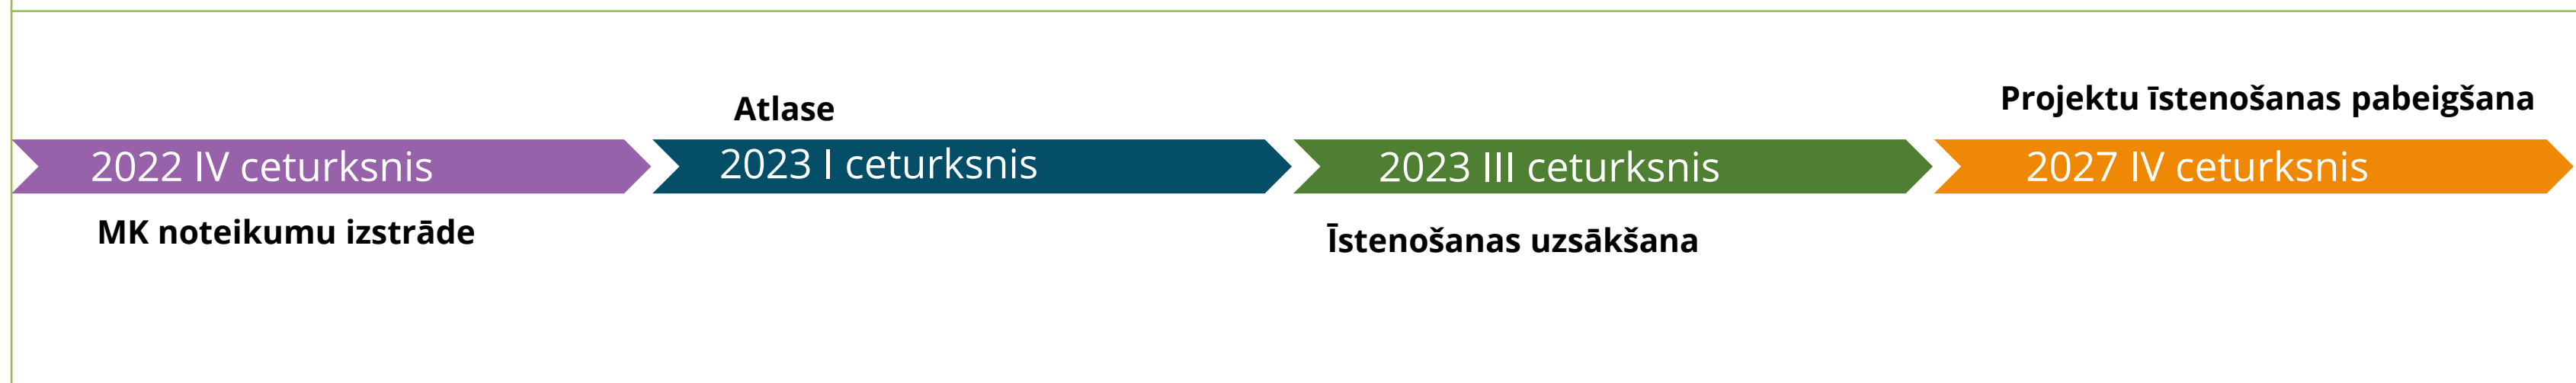 Atlase
Projektu īstenošanas pabeigšana
2022 IV ceturksnis
2023 I ceturksnis
2023 III ceturksnis
2027 IV ceturksnis
MK noteikumu izstrāde
Īstenošanas uzsākšana